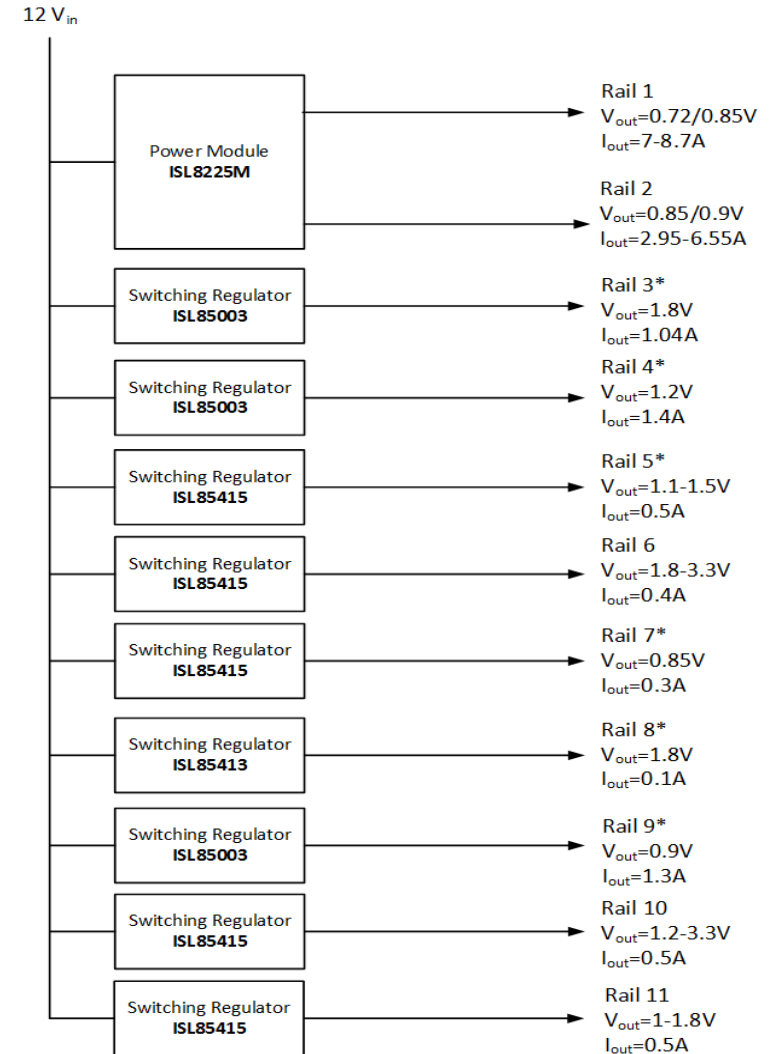 12 Vin
Power Module
ISL8225M
Rail 1
Vout=0.72/0.85V
Iout=7-8.7A
Rail 2
Vout=0.85/0.9V
Iout=2.95-6.55A
Switching Regulator
ISL85003
Rail 3*
Vout=1.8V
Iout=1.04A
Switching Regulator
ISL85003
Rail 4*
Vout=1.2V
Iout=1.4A
Switching Regulator
ISL85415
Rail 5*
Vout=1.1-1.5V
Iout=0.5A
Switching Regulator
ISL85415
Rail 6
Vout=1.8-3.3V
Iout=0.4A
Switching Regulator
ISL85415
Rail 7*
Vout=0.85V
Iout=0.3A
Switching Regulator
ISL85413
Rail 8*
Vout=1.8V
Iout=0.1A
Switching Regulator
ISL85003
Rail 9*
Vout=0.9V
Iout=1.3A
Switching Regulator
ISL85415
Rail 10
Vout=1.2-3.3V
Iout=0.5A
Switching Regulator
ISL85415
Rail 11
Vout=1-1.8V
Iout=0.5A